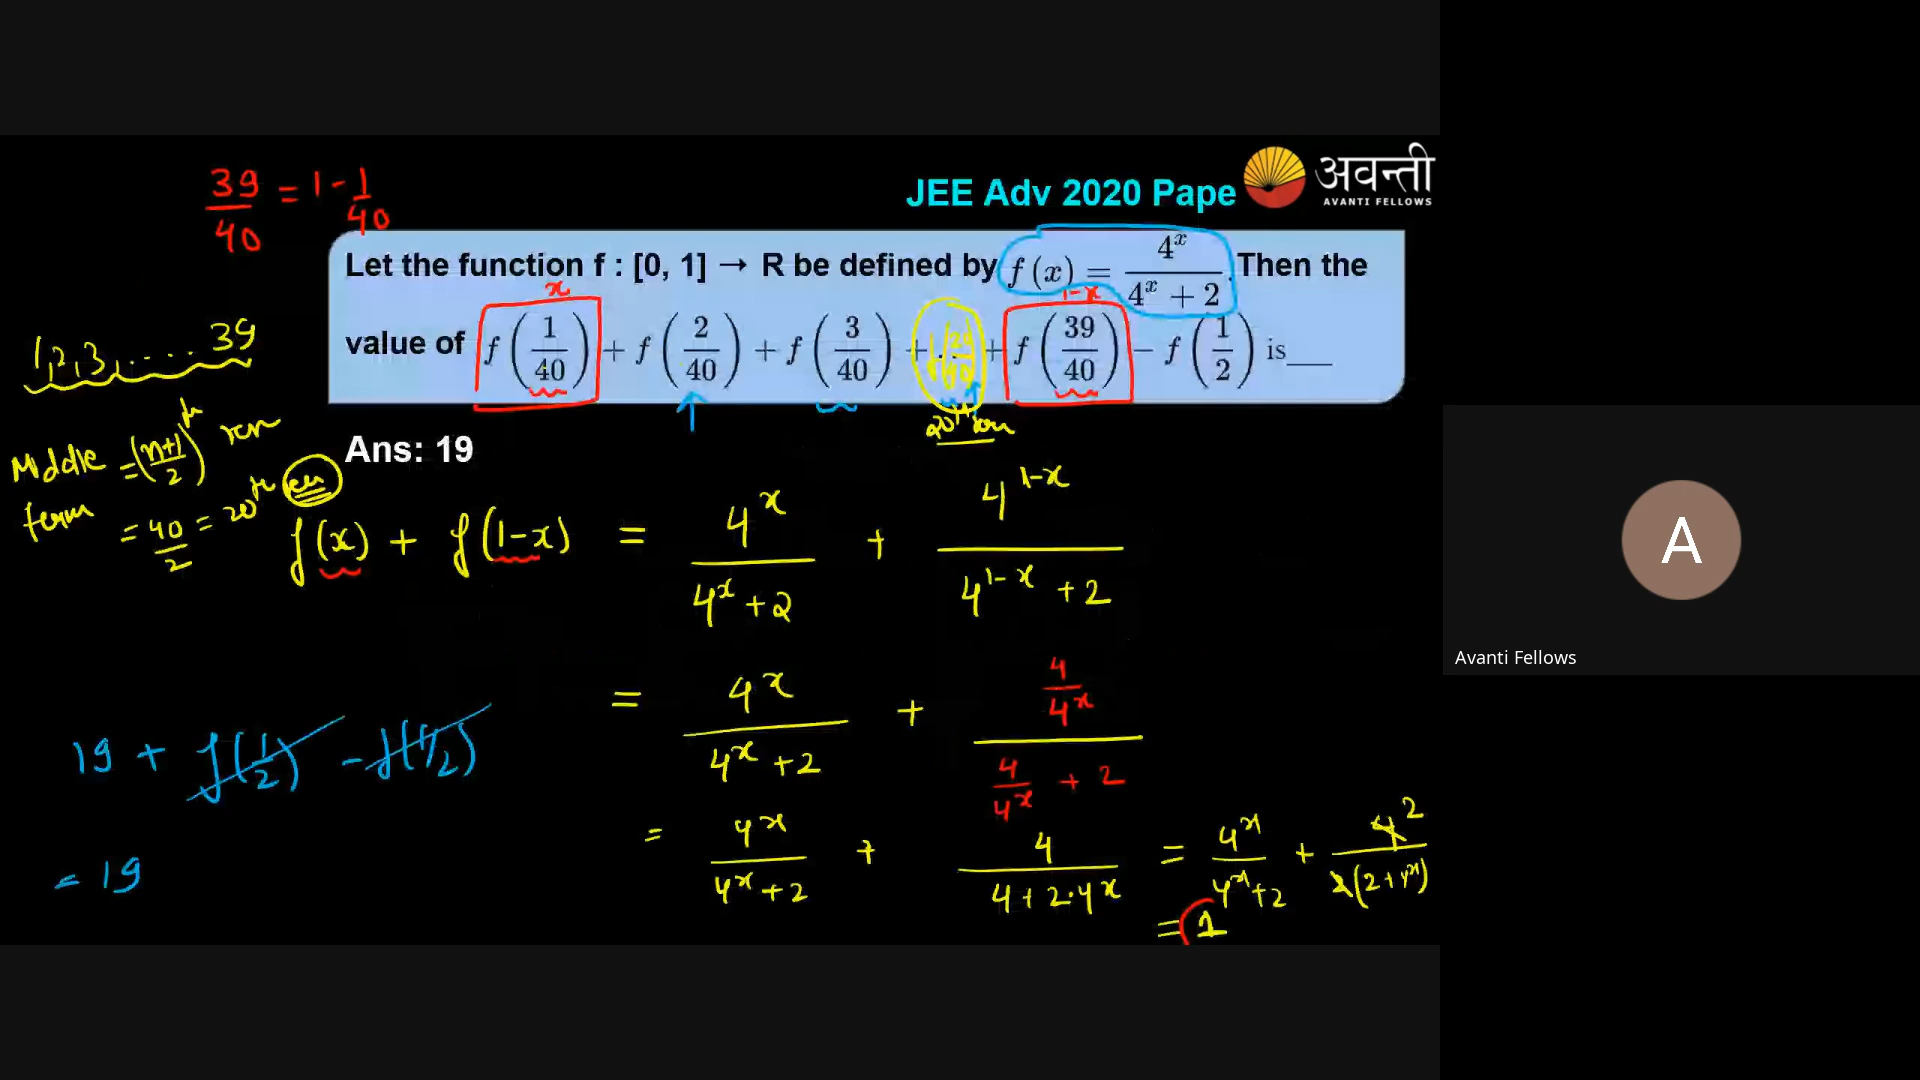 39/40 = 1 - 1/40
JEE Adv 2020 Pape
अवन्ती
AVANTI FELLOWS
Let the function f : [0, 1] → R be defined by f(x) = 4^x / (4^x + 2). Then the
x
1-x
value of f(1/40) + f(2/40) + f(3/40) + ... + f(39/40) - f(1/2) is___
1,2,3,.....39
20th term
Middle term = ((n+1)/2)^th term
= 40/2 = 20th term
Ans: 19
f(x) + f(1-x) = 4^x / (4^x + 2) + 4^(1-x) / (4^(1-x) + 2)
= 4^x / (4^x + 2) + (4/4^x) / (4/4^x + 2)
19 + f(1/2) - f(1/2)
= 4^x / (4^x + 2) + 4 / (4 + 2·4^x) = 4^x / (4^x + 2) + 4 2 / 2(2 + 4^x)
= 19
= 1
A
Avanti Fellows